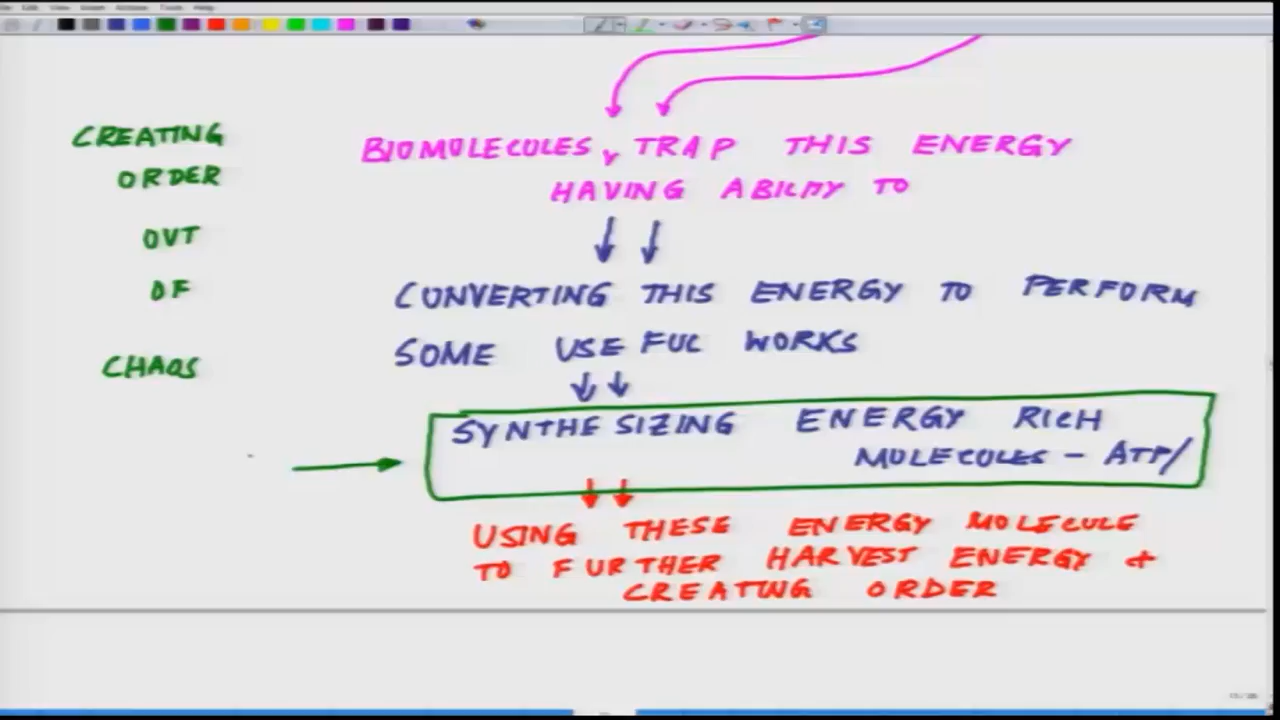 CREATING
ORDER
OUT
OF
CHAOS
BIOMOLECULES, TRAP THIS ENERGY
HAVING ABILITY TO
CONVERTING THIS ENERGY TO PERFORM
SOME USEFUL WORKS
SYNTHESIZING ENERGY RICH
MOLECULES - ATP/
USING THESE ENERGY MOLECULE
TO FURTHER HARVEST ENERGY &
CREATING ORDER